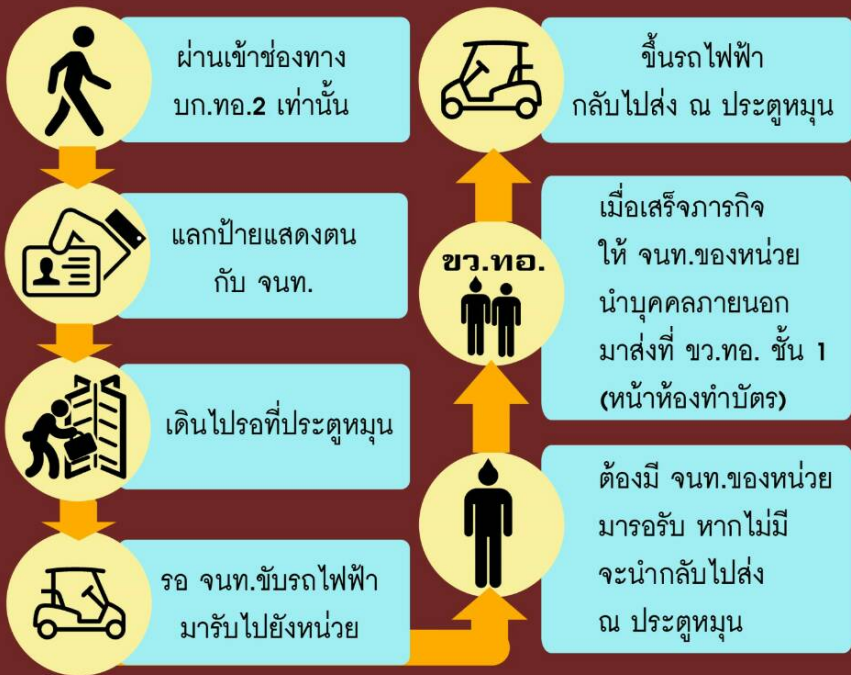 ผ่านเข้าช่องทาง
บก.ทอ.2 เท่านั้น
แลกป้ายแสดงตน
กับ จนท.
เดินไปรอที่ประตูหมุน
รอ จนท.ขับรถไฟฟ้า
มารับไปยังหน่วย
ต้องมี จนท.ของหน่วย
มารอรับ หากไม่มี
จะนำกลับไปส่ง
ณ ประตูหมุน
ขว.ทอ.
เมื่อเสร็จภารกิจ
ให้ จนท.ของหน่วย
นำบุคคลภายนอก
มาส่งที่ ขว.ทอ. ชั้น 1
(หน้าห้องทำบัตร)
ขึ้นรถไฟฟ้า
กลับไปส่ง ณ ประตูหมุน